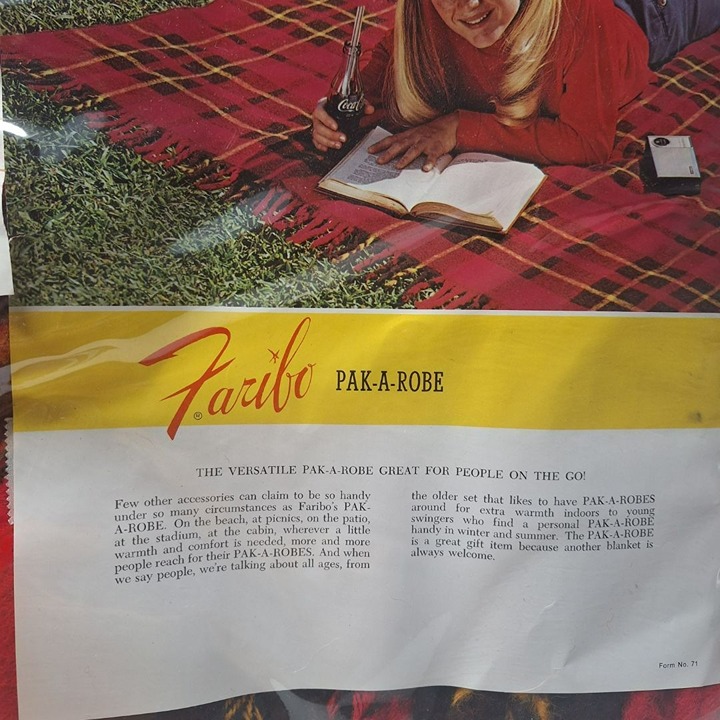 Coca
Faribo ® PAK-A-ROBE
THE VERSATILE PAK-A-ROBE GREAT FOR PEOPLE ON THE GO!
Few other accessories can claim to be so handy
under so many circumstances as Faribo's PAK-
A-ROBE. On the beach, at picnics, on the patio,
at the stadium, at the cabin, wherever a little
warmth and comfort is needed, more and more
people reach for their PAK-A-ROBES. And when
we say people, we're talking about all ages, from
the older set that likes to have PAK-A-ROBES
around for extra warmth indoors to young
swingers who find a personal PAK-A-ROBE
handy in winter and summer. The PAK-A-ROBE
is a great gift item because another blanket is
always welcome.
Form No. 71